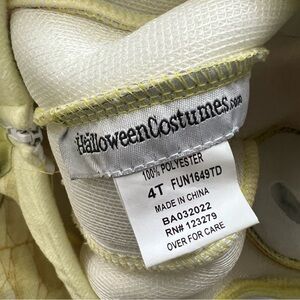 HalloweenCostumes.com
100% POLYESTER
4T FUN1649TD
MADE IN CHINA
BA032022
RN# 123279
OVER FOR CARE